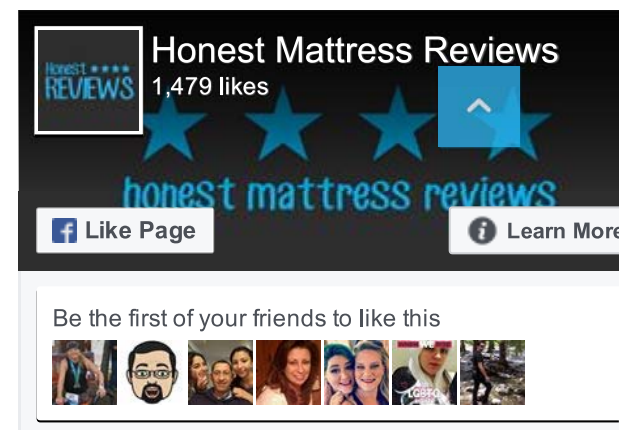 Honest Mattress Reviews
1,479 likes
Honest
REVIEWS
honest mattress reviews
Like Page
Learn More
Be the first of your friends to like this
LGBTQ